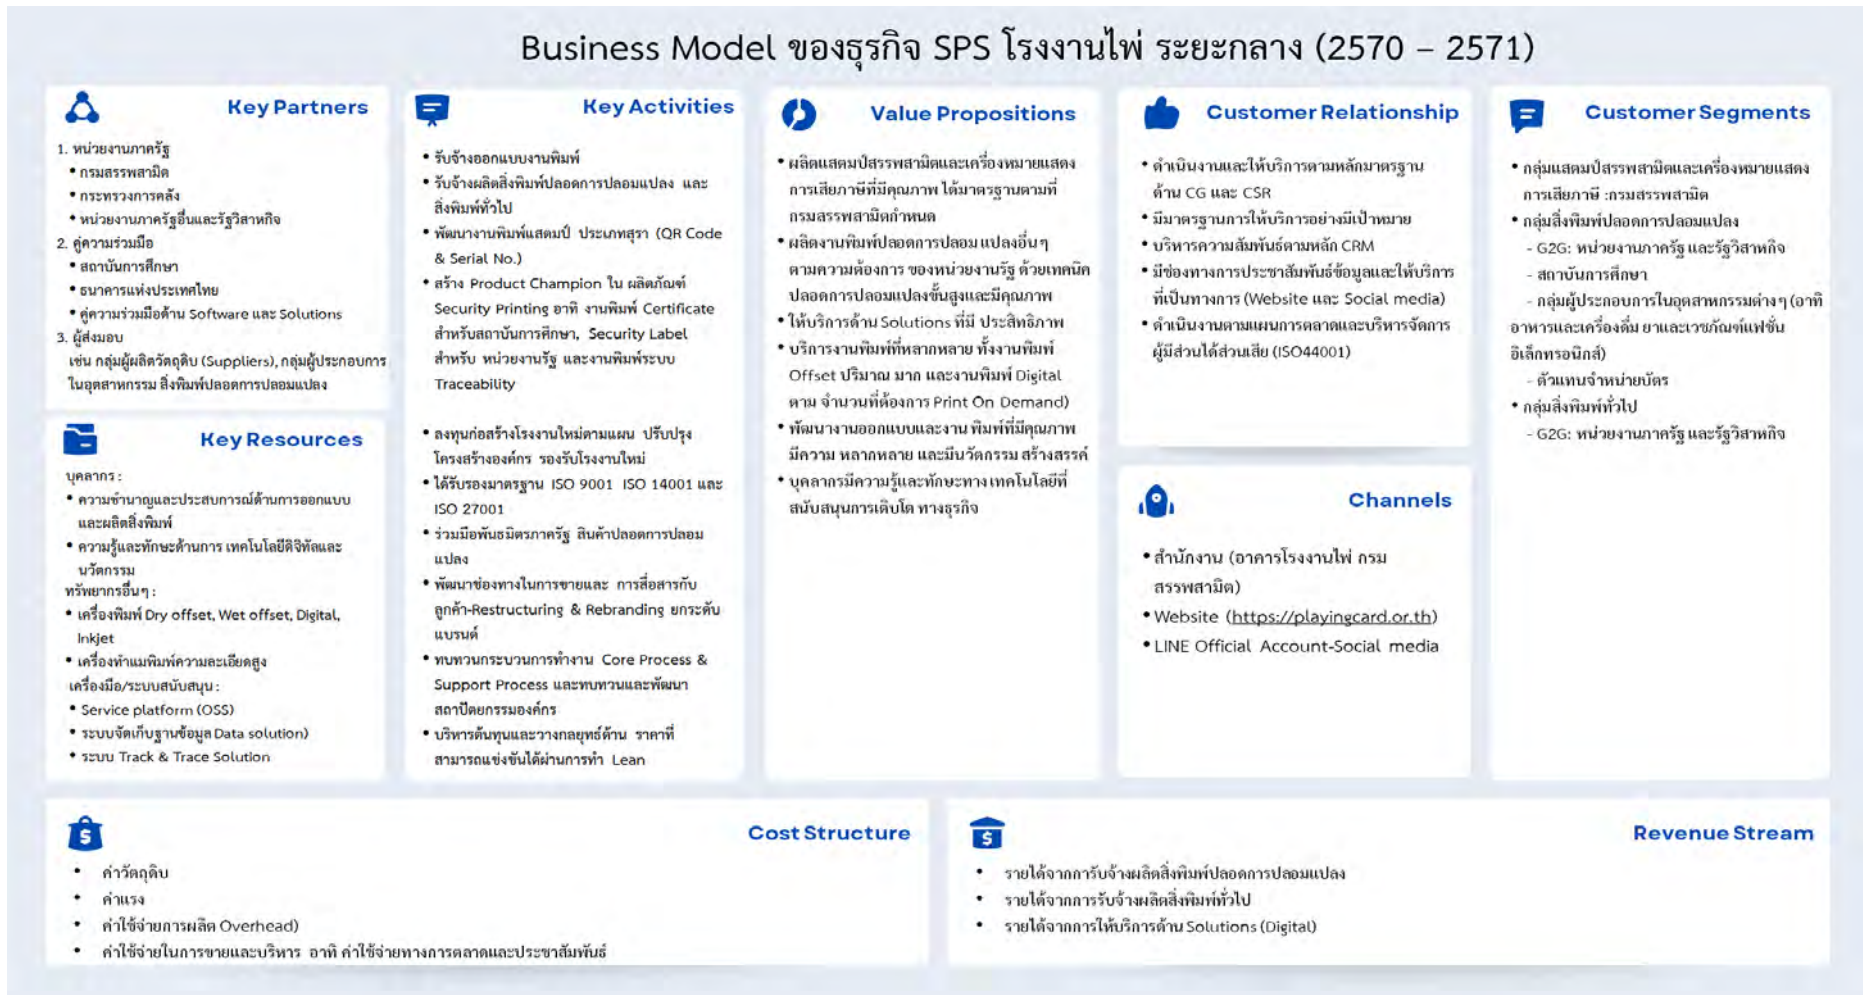 Business Model ของธุรกิจ SPS โรงงานไพ่ ระยะกลาง (2570 – 2571)
Key Partners
1. หน่วยงานภาครัฐ
• กรมสรรพสามิต
• กระทรวงการคลัง
• หน่วยงานภาครัฐอื่นและรัฐวิสาหกิจ
2. คู่ความร่วมมือ
• สถาบันการศึกษา
• ธนาคารแห่งประเทศไทย
• คู่ความร่วมมือด้าน Software และ Solutions
3. ผู้ส่งมอบ
เช่น กลุ่มผู้ผลิตวัตถุดิบ (Suppliers), กลุ่มผู้ประกอบการ
ในอุตสาหกรรม สิ่งพิมพ์ปลอดการปลอมแปลง
Key Resources
บุคลากร :
• ความชำนาญและประสบการณ์ด้านการออกแบบ
และผลิตสิ่งพิมพ์
• ความรู้และทักษะด้านการ เทคโนโลยีดิจิทัลและ
นวัตกรรม
ทรัพยากรอื่นๆ :
• เครื่องพิมพ์ Dry offset, Wet offset, Digital,
Inkjet
• เครื่องทำแมพิมพ์ความละเอียดสูง
เครื่องมือ/ระบบสนับสนุน :
• Service platform (OSS)
• ระบบจัดเก็บฐานข้อมูล Data solution)
• ระบบ Track & Trace Solution
Key Activities
• รับจ้างออกแบบงานพิมพ์
• รับจ้างผลิตสิ่งพิมพ์ปลอดการปลอมแปลง และ
สิ่งพิมพ์ทั่วไป
• พัฒนางานพิมพ์แสตมป์ ประเภทสุรา (QR Code
& Serial No.)
• สร้าง Product Champion ใน ผลิตภัณฑ์
Security Printing อาทิ งานพิมพ์ Certificate
สำหรับสถาบันการศึกษา, Security Label
สำหรับ หน่วยงานรัฐ และงานพิมพ์ระบบ
Traceability
• ลงทุนก่อสร้างโรงงานใหม่ตามแผน ปรับปรุง
โครงสร้างองค์กร รองรับโรงงานใหม่
• ได้รับรองมาตรฐาน ISO 9001 ISO 14001 และ
ISO 27001
• ร่วมมือพันธมิตรภาครัฐ สินค้าปลอดการปลอม
แปลง
• พัฒนาช่องทางในการขายและ การสื่อสารกับ
ลูกค้า-Restructuring & Rebranding ยกระดับ
แบรนด์
• ทบทวนกระบวนการทำงาน Core Process &
Support Process และทบทวนและพัฒนา
สถาปัตยกรรมองค์กร
• บริหารต้นทุนและวางกลยุทธ์ด้าน ราคาที่
สามารถแข่งขันได้ผ่านการทำ Lean
Value Propositions
• ผลิตแสตมป์สรรพสามิตและเครื่องหมายแสดง
การเสียภาษีที่มีคุณภาพ ได้มาตรฐานตามที่
กรมสรรพสามิตกำหนด
• ผลิตงานพิมพ์ปลอดการปลอม แปลงอื่นๆ
ตามความต้องการ ของหน่วยงานรัฐ ด้วยเทคนิค
ปลอดการปลอมแปลงขั้นสูงและมีคุณภาพ
• ให้บริการด้าน Solutions ที่มี ประสิทธิภาพ
• บริการงานพิมพ์ที่หลากหลาย ทั้งงานพิมพ์
Offset ปริมาณ มาก และงานพิมพ์ Digital
ตาม จำนวนที่ต้องการ Print On Demand)
• พัฒนางานออกแบบและงาน พิมพ์ที่มีคุณภาพ
มีความ หลากหลาย และมีนวัตกรรม สร้างสรรค์
• บุคลากรมีความรู้และทักษะทาง เทคโนโลยีที่
สนับสนุนการเติบโต ทางธุรกิจ
Customer Relationship
• ดำเนินงานและให้บริการตามหลักมาตรฐาน
ด้าน CG และ CSR
• มีมาตรฐานการให้บริการอย่างมีเป้าหมาย
• บริหารความสัมพันธ์ตามหลัก CRM
• มีช่องทางการประชาสัมพันธ์ข้อมูลและให้บริการ
ที่เป็นทางการ (Website และ Social media)
• ดำเนินงานตามแผนการตลาดและบริหารจัดการ
ผู้มีส่วนได้ส่วนเสีย (ISO44001)
Channels
• สำนักงาน (อาคารโรงงานไพ่ กรม
สรรพสามิต)
• Website (https://playingcard.or.th)
• LINE Official Account-Social media
Customer Segments
• กลุ่มแสตมป์สรรพสามิตและเครื่องหมายแสดง
การเสียภาษี :กรมสรรพสามิต
• กลุ่มสิ่งพิมพ์ปลอดการปลอมแปลง
- G2G: หน่วยงานภาครัฐ และรัฐวิสาหกิจ
- สถาบันการศึกษา
- กลุ่มผู้ประกอบการในอุตสาหกรรมต่างๆ (อาทิ
อาหารและเครื่องดื่ม ยาและเวชภัณฑ์แฟชั่น
อิเล็กทรอนิกส์)
- ตัวแทนจำหน่ายบัตร
• กลุ่มสิ่งพิมพ์ทั่วไป
- G2G: หน่วยงานภาครัฐ และรัฐวิสาหกิจ
Cost Structure
• ค่าวัตถุดิบ
• ค่าแรง
• ค่าใช้จ่ายการผลิต Overhead)
• ค่าใช้จ่ายในการขายและบริหาร อาทิ ค่าใช้จ่ายทางการตลาดและประชาสัมพันธ์
Revenue Stream
• รายได้จากการับจ้างผลิตสิ่งพิมพ์ปลอดการปลอมแปลง
• รายได้จากการรับจ้างผลิตสิ่งพิมพ์ทั่วไป
• รายได้จากการให้บริการด้าน Solutions (Digital)